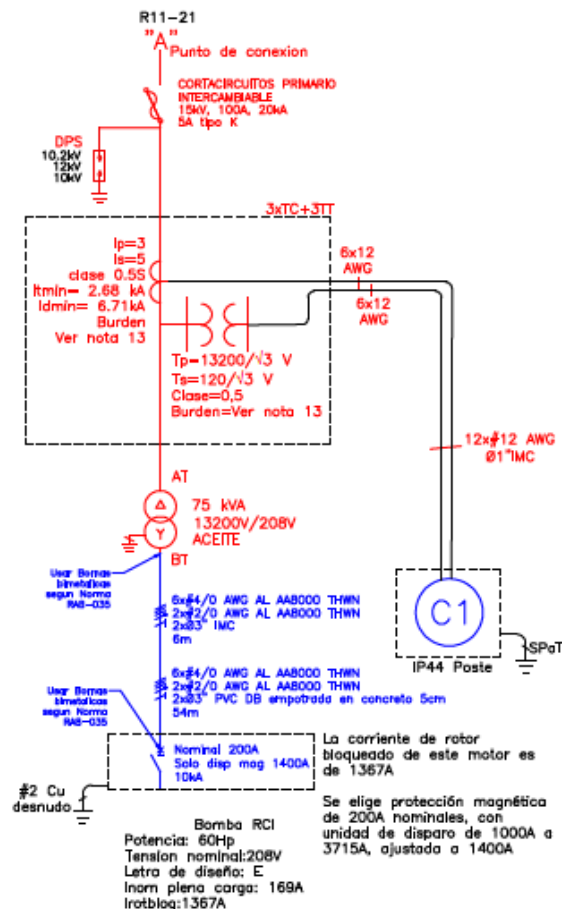 R11-21
"A"
Punto de conexion
CORTACIRCUITOS PRIMARIO
INTERCAMBIABLE
15kV, 100A, 20kA
5A tipo K
DPS
10.2kV
12kV
10kV
3xTC+3TT
Ip=3
Is=5
clase 0.5S
Itmin= 2.68 kA
Idmin= 6.71kA
Burden
Ver nota 13
6x12
AWG
6x12
AWG
Tp=13200/√3 V
Ts=120/√3 V
Clase=0,5
Burden=Ver nota 13
12x#12 AWG
Ø1"IMC
AT
75 kVA
13200V/208V
ACEITE
BT
Usar Bornas
bimetalicas
segun Norma
RA8-035
6x#4/0 AWG AL AA8000 THWN
2x#2/0 AWG AL AA8000 THWN
2xØ3" IMC
6m
C1
IP44 Poste
SPaT
6x#4/0 AWG AL AA8000 THWN
2x#2/0 AWG AL AA8000 THWN
2xØ3" PVC DB empotrada en concreto 5cm
54m
Usar Bornas
bimetalicas
segun Norma
RA8-035
Nominal 200A
Solo disp mag 1400A
10kA
#2 Cu
desnudo
La corriente de rotor
bloqueado de este motor es
de 1367A
Se elige protección magnética
de 200A nominales, con
unidad de disparo de 1000A a
3715A, ajustada a 1400A
Bomba RCI
Potencia: 60Hp
Tension nominal:208V
Letra de diseño: E
Inom plena carga: 169A
Irotbloq:1367A